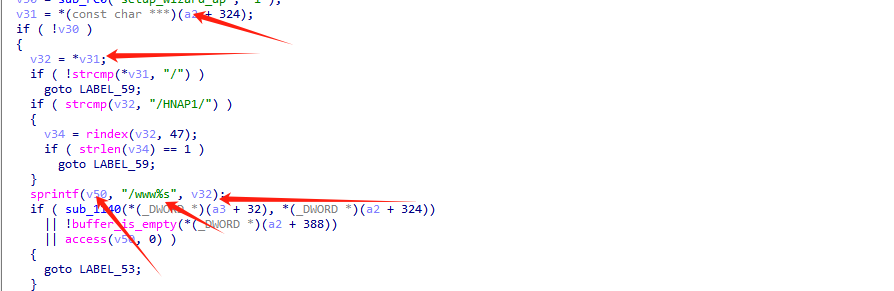 v31 = *(const char ***)(a2 + 324);
if ( !v30 )
{
v32 = *v31;
if ( !strcmp(*v31, "/") )
goto LABEL_59;
if ( strcmp(v32, "/HNAP1/") )
{
v34 = rindex(v32, 47);
if ( strlen(v34) == 1 )
goto LABEL_59;
}
sprintf(v50, "/www%s", v32);
if ( sub_1240(*(_DWORD *)(a3 + 32), *(_DWORD *)(a2 + 324))
|| !buffer_is_empty(*(_DWORD *)(a2 + 388))
|| access(v50, 0) )
{
goto LABEL_53;
}